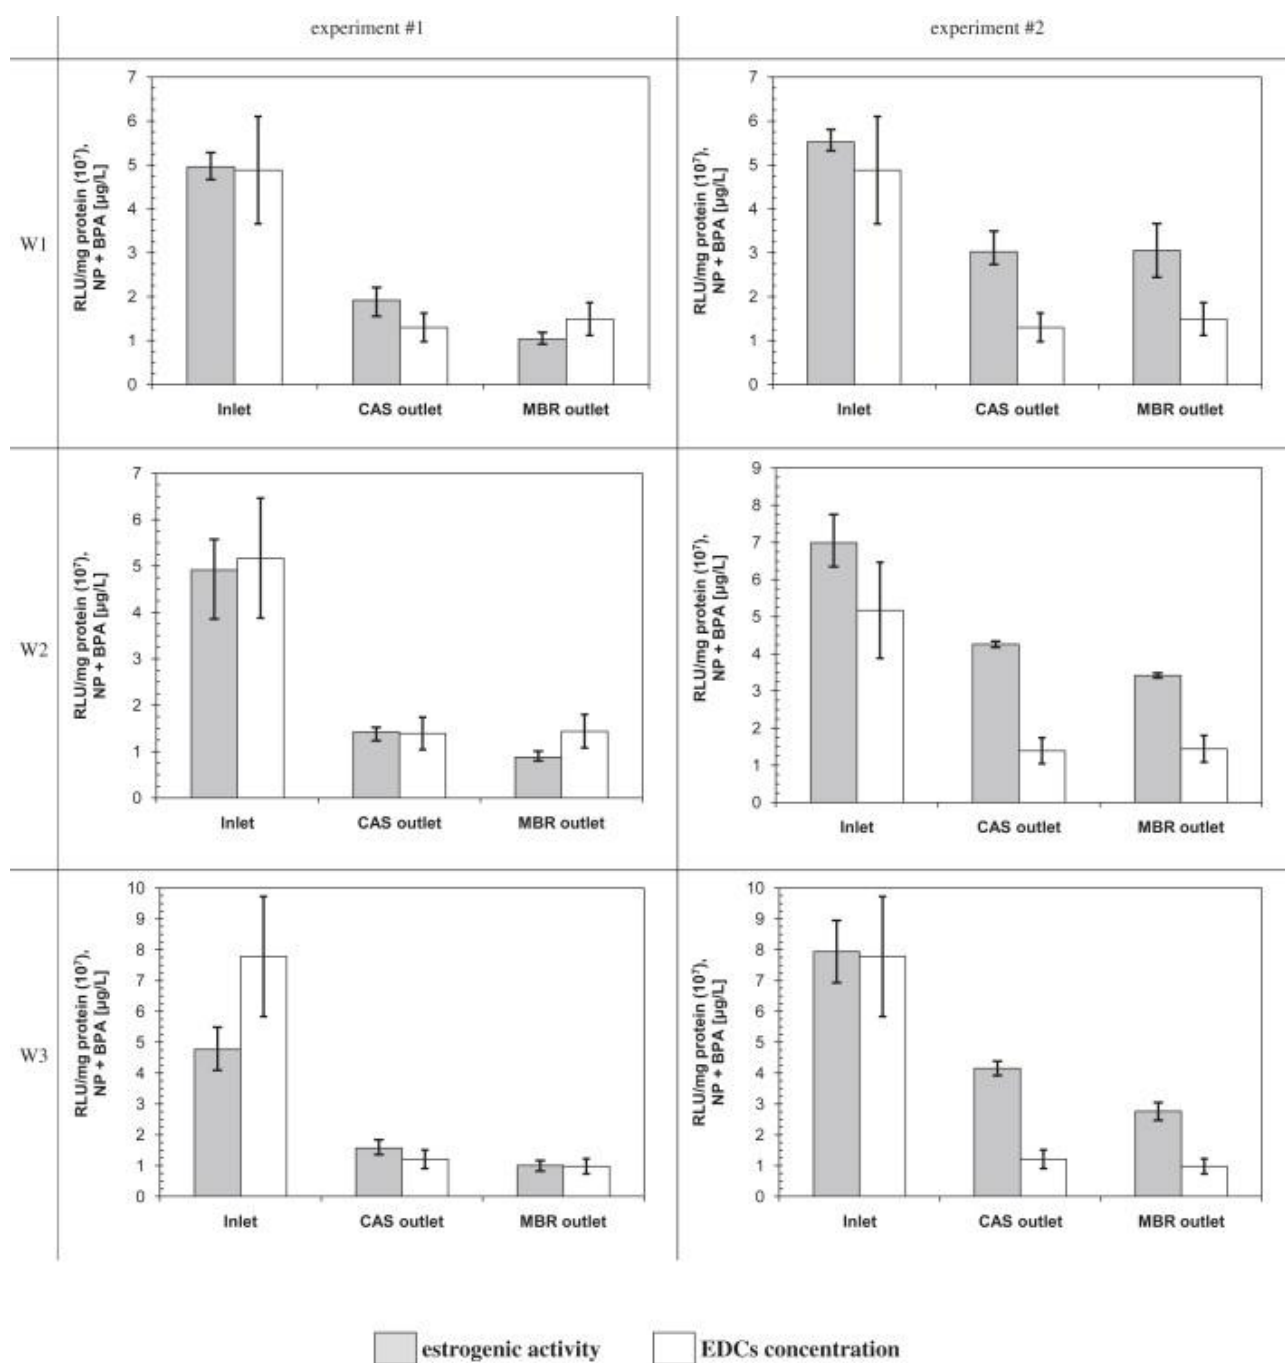 experiment #1
experiment #2
W1
RLU/mg protein (10⁷),
NP + BPA [µg/L]
7
6
5
4
3
2
1
0
Inlet
CAS outlet
MBR outlet
RLU/mg protein (10⁷),
NP + BPA [µg/L]
7
6
5
4
3
2
1
0
Inlet
CAS outlet
MBR outlet
W2
RLU/mg protein (10⁷),
NP + BPA [µg/L]
7
6
5
4
3
2
1
0
Inlet
CAS outlet
MBR outlet
RLU/mg protein (10⁷),
NP + BPA [µg/L]
9
8
7
6
5
4
3
2
1
0
Inlet
CAS outlet
MBR outlet
W3
RLU/mg protein (10⁷),
NP + BPA [µg/L]
10
9
8
7
6
5
4
3
2
1
0
Inlet
CAS outlet
MBR outlet
RLU/mg protein (10⁷),
NP + BPA [µg/L]
10
9
8
7
6
5
4
3
2
1
0
Inlet
CAS outlet
MBR outlet
estrogenic activity
EDCs concentration